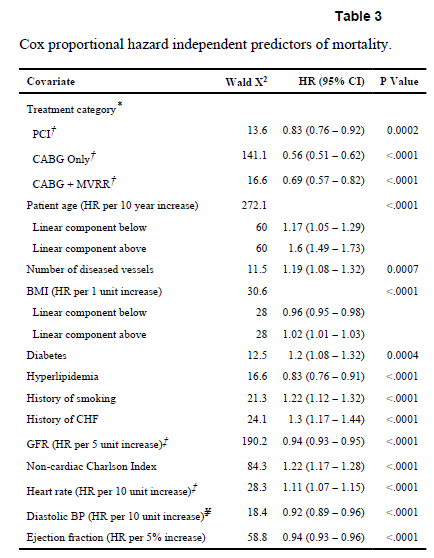 Table 3
Cox proportional hazard independent predictors of mortality.
Covariate Wald X² HR (95% CI) P Value
Treatment category*
PCI† 13.6 0.83 (0.76 – 0.92) 0.0002
CABG Only† 141.1 0.56 (0.51 – 0.62) <.0001
CABG + MVRR† 16.6 0.69 (0.57 – 0.82) <.0001
Patient age (HR per 10 year increase) 272.1 <.0001
Linear component below 60 1.17 (1.05 – 1.29)
Linear component above 60 1.6 (1.49 – 1.73)
Number of diseased vessels 11.5 1.19 (1.08 – 1.32) 0.0007
BMI (HR per 1 unit increase) 30.6 <.0001
Linear component below 28 0.96 (0.95 – 0.98)
Linear component above 28 1.02 (1.01 – 1.03)
Diabetes 12.5 1.2 (1.08 – 1.32) 0.0004
Hyperlipidemia 16.6 0.83 (0.76 – 0.91) <.0001
History of smoking 21.3 1.22 (1.12 – 1.32) <.0001
History of CHF 24.1 1.3 (1.17 – 1.44) <.0001
GFR (HR per 5 unit increase)‡ 190.2 0.94 (0.93 – 0.95) <.0001
Non-cardiac Charlson Index 84.3 1.22 (1.17 – 1.28) <.0001
Heart rate (HR per 10 unit increase)‡ 28.3 1.11 (1.07 – 1.15) <.0001
Diastolic BP (HR per 10 unit increase)¥ 18.4 0.92 (0.89 – 0.96) <.0001
Ejection fraction (HR per 5% increase) 58.8 0.94 (0.93 – 0.96) <.0001